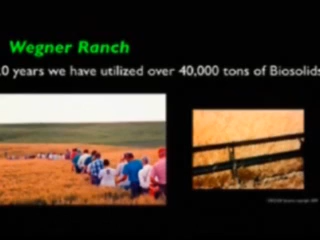 Wegner Ranch
0 years we have utilized over 40,000 tons of Biosolids